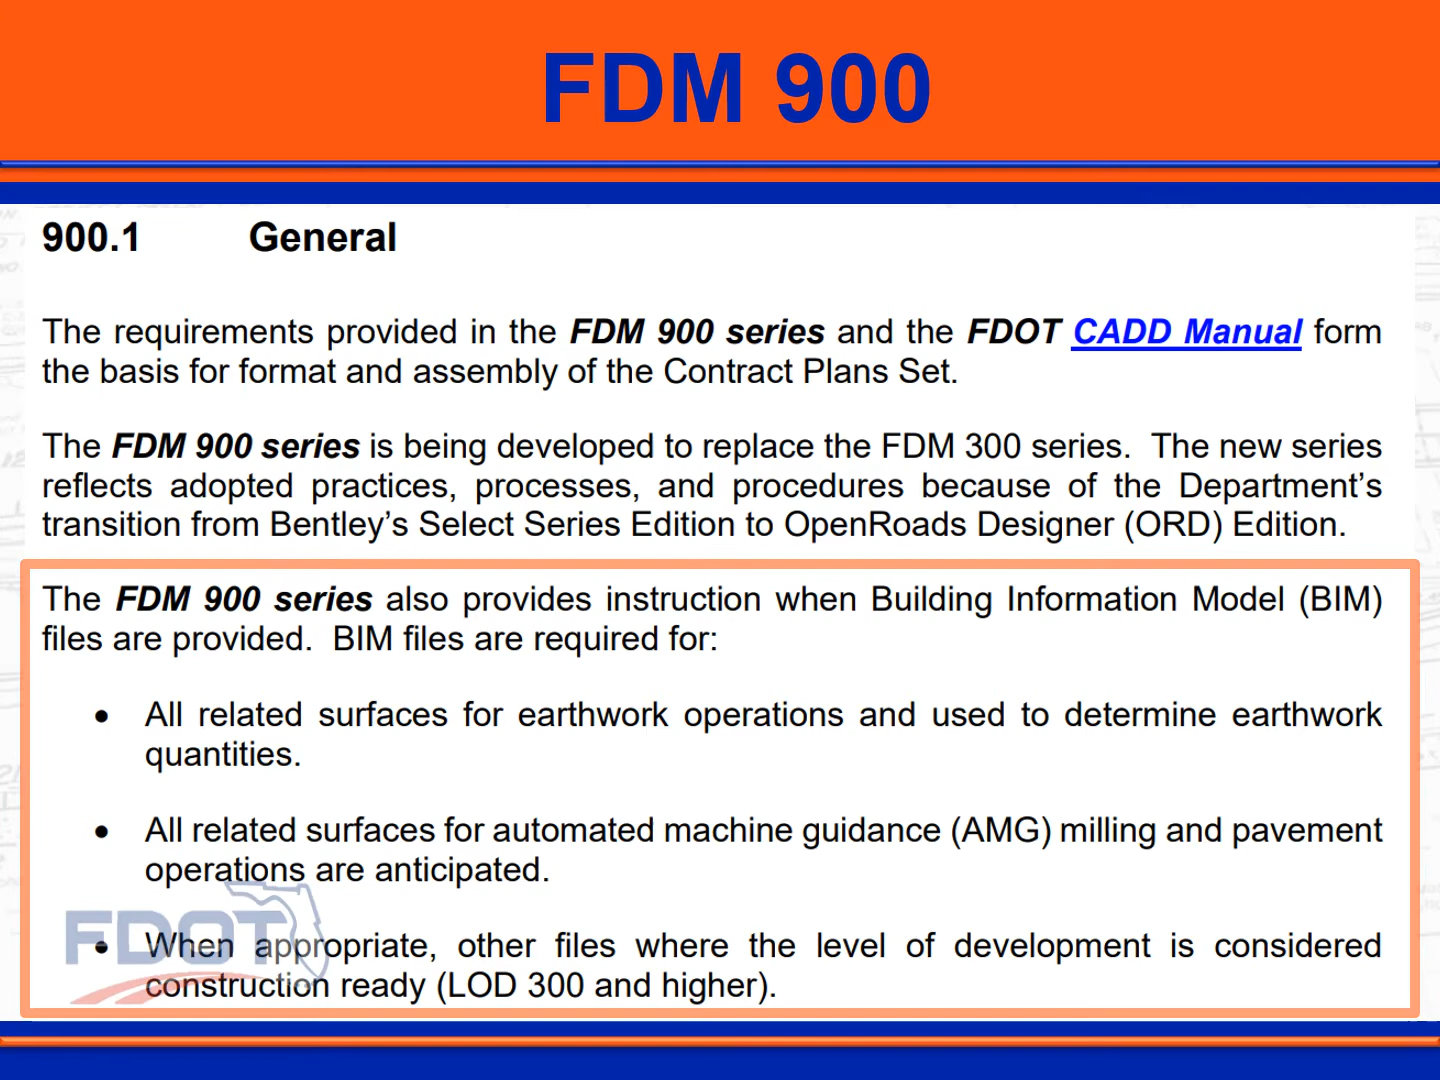 FDM 900
900.1 General
The requirements provided in the FDM 900 series and the FDOT CADD Manual form
the basis for format and assembly of the Contract Plans Set.
The FDM 900 series is being developed to replace the FDM 300 series. The new series
reflects adopted practices, processes, and procedures because of the Department's
transition from Bentley's Select Series Edition to OpenRoads Designer (ORD) Edition.
The FDM 900 series also provides instruction when Building Information Model (BIM)
files are provided. BIM files are required for:
• All related surfaces for earthwork operations and used to determine earthwork
quantities.
• All related surfaces for automated machine guidance (AMG) milling and pavement
operations are anticipated.
FDOT
• When appropriate, other files where the level of development is considered
construction ready (LOD 300 and higher).